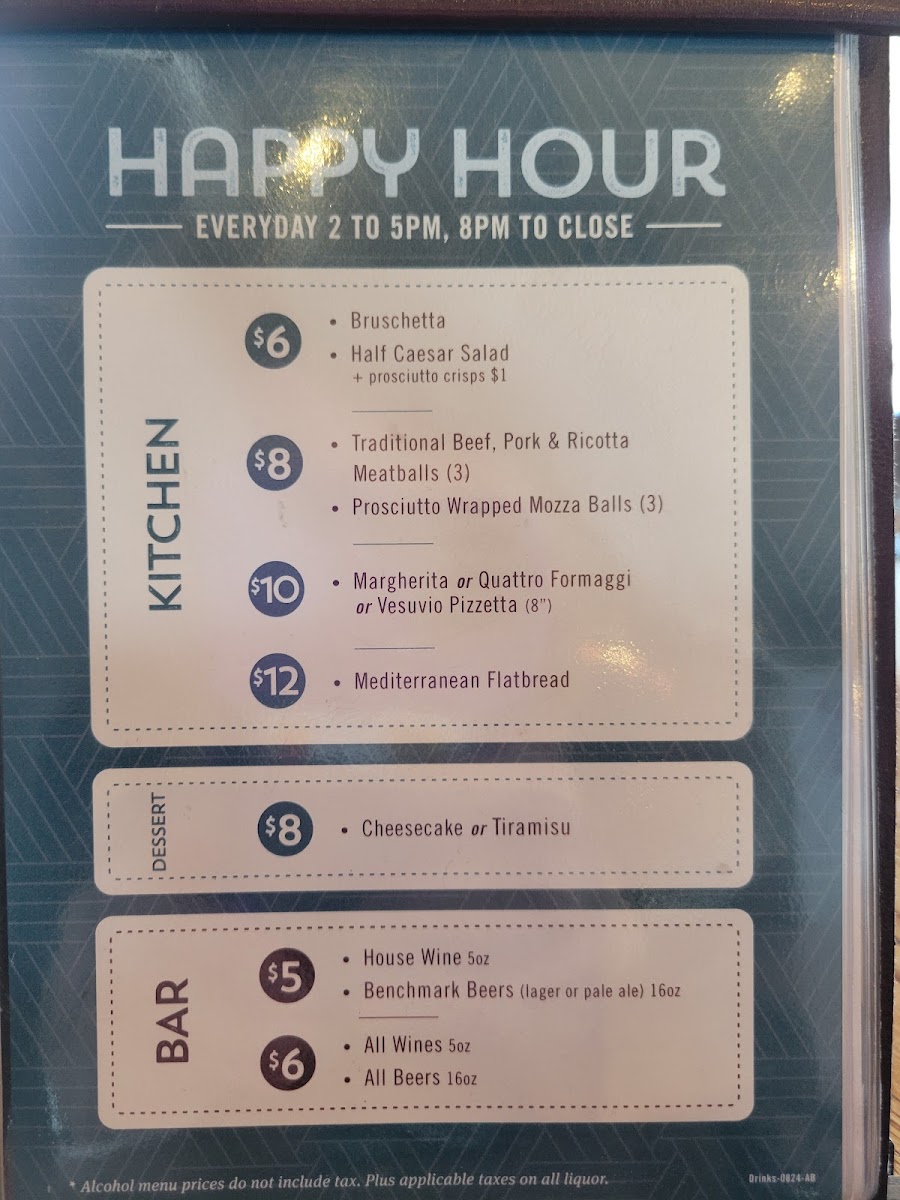 HAPPY HOUR
EVERYDAY 2 TO 5PM, 8PM TO CLOSE
KITCHEN
$6
• Bruschetta
• Half Caesar Salad
+ prosciutto crisps $1
$8
• Traditional Beef, Pork & Ricotta
Meatballs (3)
• Prosciutto Wrapped Mozza Balls (3)
$10
• Margherita or Quattro Formaggi
or Vesuvio Pizzetta (8")
$12
• Mediterranean Flatbread
DESSERT
$8
• Cheesecake or Tiramisu
BAR
$5
• House Wine 5oz
• Benchmark Beers (lager or pale ale) 16oz
$6
• All Wines 5oz
• All Beers 16oz
* Alcohol menu prices do not include tax. Plus applicable taxes on all liquor.
Drinks-0824-AB